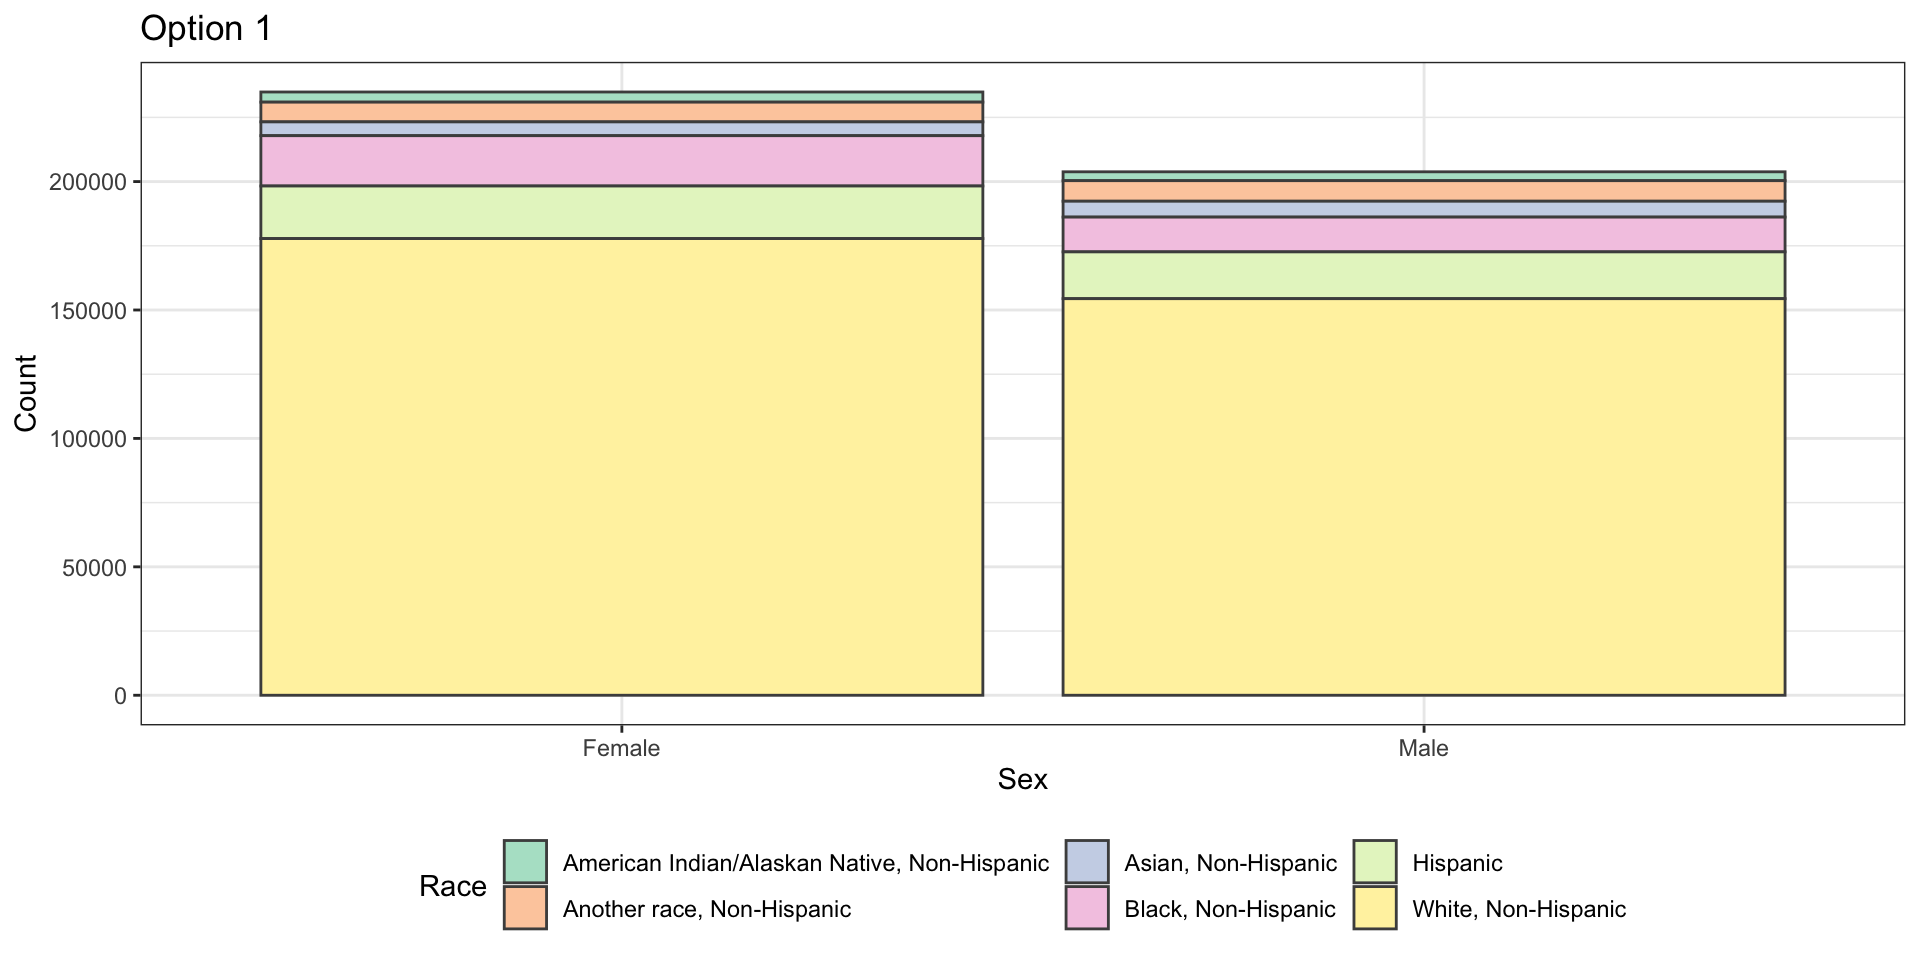 Option 1
Count
200000
150000
100000
50000
0
Female
Male
Sex
Race
American Indian/Alaskan Native, Non-Hispanic
Another race, Non-Hispanic
Asian, Non-Hispanic
Black, Non-Hispanic
Hispanic
White, Non-Hispanic